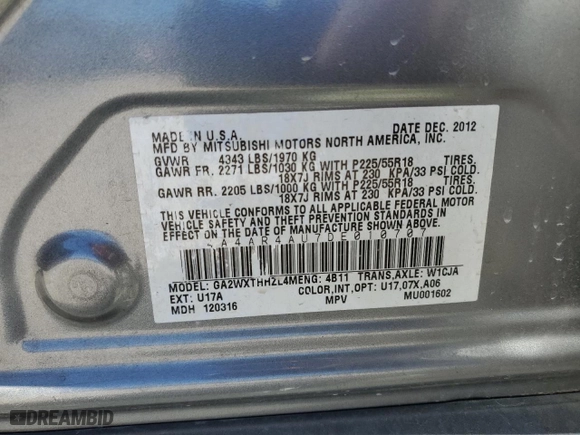 MADE IN U.S.A. DATE DEC. 2012
MFD BY MITSUBISHI MOTORS NORTH AMERICA, INC.
GVWR 4343 LBS/1970 KG
GAWR FR. 2271 LBS/1030 KG WITH P225/55R18 TIRES,
18X7J RIMS AT 230 KPA/33 PSI COLD.
GAWR RR. 2205 LBS/1000 KG WITH P225/55R18 TIRES,
18X7J RIMS AT 230 KPA/33 PSI COLD.
THIS VEHICLE CONFORMS TO ALL APPLICABLE FEDERAL MOTOR
VEHICLE SAFETY AND THEFT PREVENTION STANDARDS IN
EFFECT ON THE DATE OF MANUFACTURE SHOWN ABOVE.
4A4AR4AU7DE010707
MODEL: GA2WXTHHZL4M ENG: 4B11 TRANS,AXLE: W1CJA
EXT: U17A COLOR,INT,OPT: U17,07X,A06
MDH 120316 MPV MU001602
DREAMBID